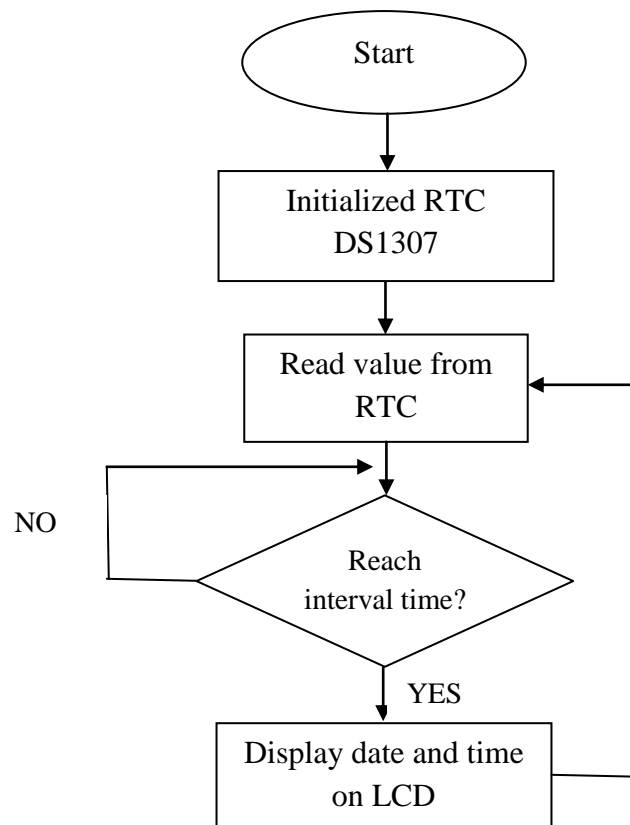 Start
Initialized RTC
DS1307
Read value from
RTC
NO
Reach
interval time?
YES
Display date and time
on LCD